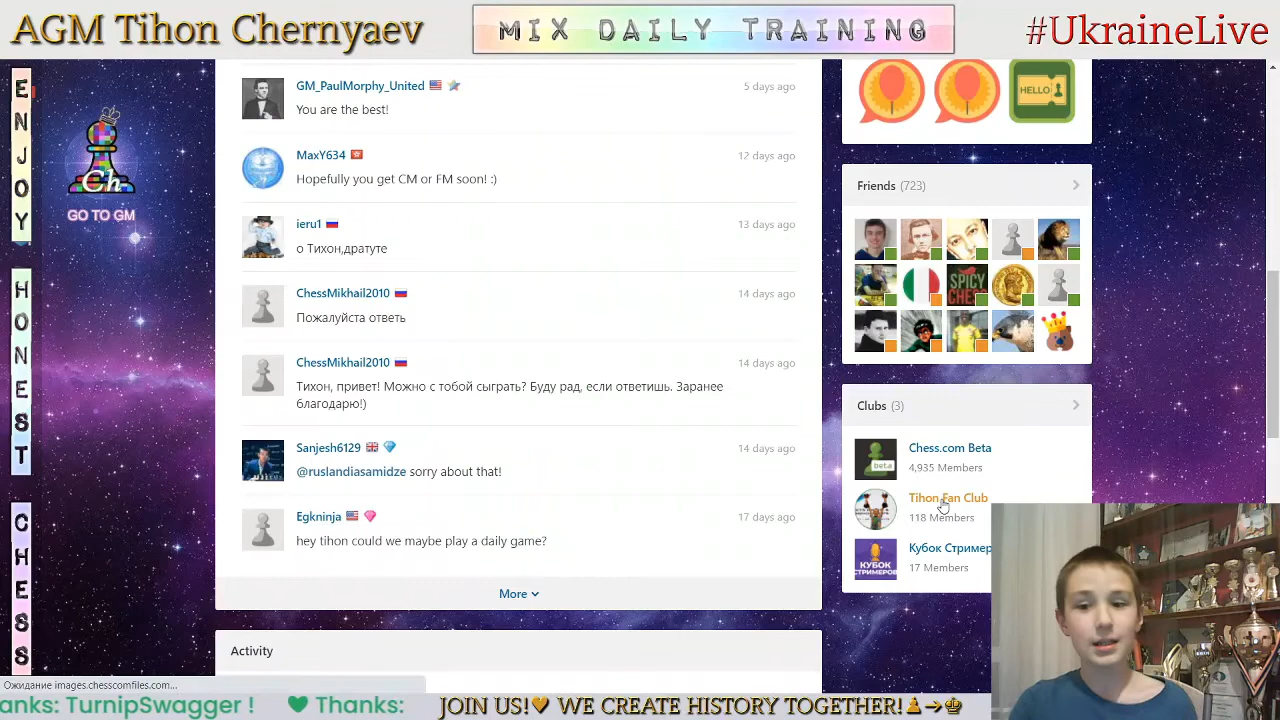 AGM Tihon Chernyaev
MIX DAILY TRAINING
#UkraineLive
ENJOY
HONEST
CHESS
Ch
GO TO GM
GM_PaulMorphy_United
5 days ago
You are the best!
MaxY634
12 days ago
Hopefully you get CM or FM soon! :)
ieru1
13 days ago
о Тихон,дратуте
ChessMikhail2010
14 days ago
Пожалуйста ответь
ChessMikhail2010
14 days ago
Тихон, привет! Можно с тобой сыграть? Буду рад, если ответишь. Заранее
благодарю!)
Sanjesh6129
14 days ago
@ruslandiasamidze sorry about that!
Egkninja
17 days ago
hey tihon could we maybe play a daily game?
More
Activity
HELLO
Friends (723)
SPICY
CHESS
Clubs (3)
beta
Chess.com Beta
4,935 Members
Tihon Fan Club
118 Members
КУБОК
СТРИМЕРОВ
Кубок Стример
17 Members
Ожидание images.chesscomfiles.com...
anks: TurnipSwagger !
Thanks:
JOIN US! WE CREATE HISTORY TOGETHER!